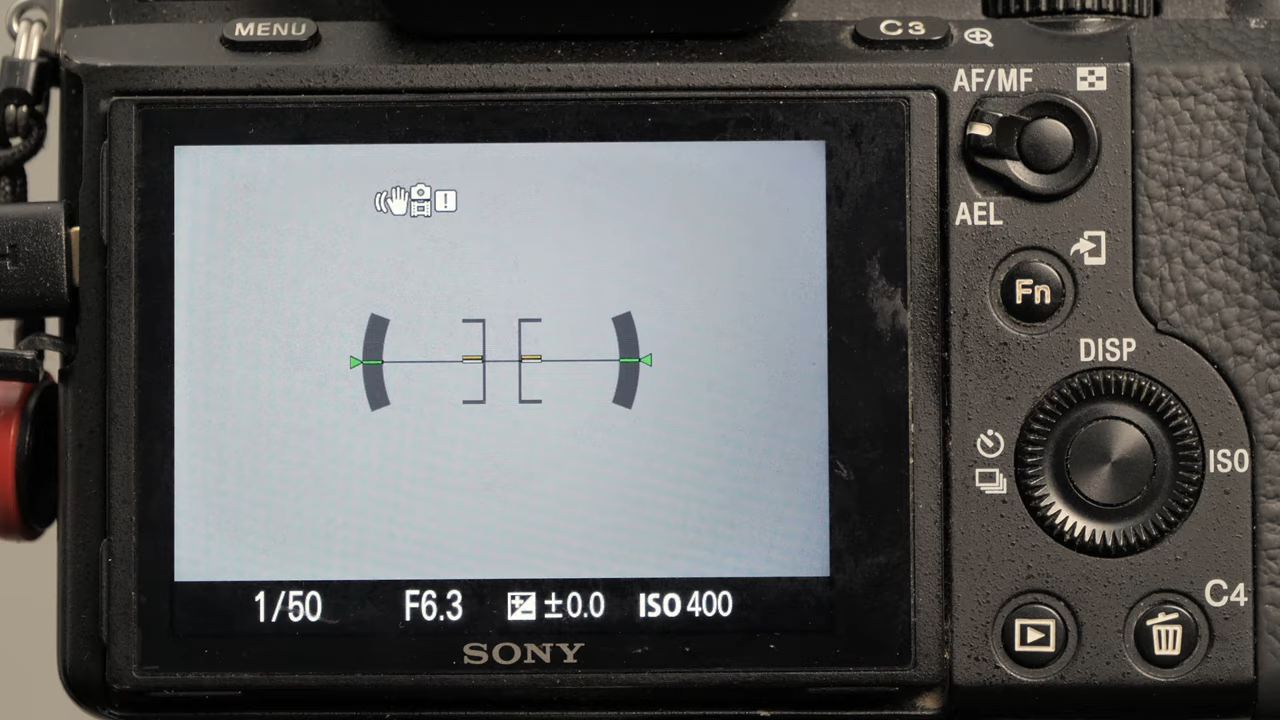 MENU
C3
AF/MF
AEL
Fn
DISP
ISO
1/50 F6.3 ±0.0 ISO 400
C4
SONY